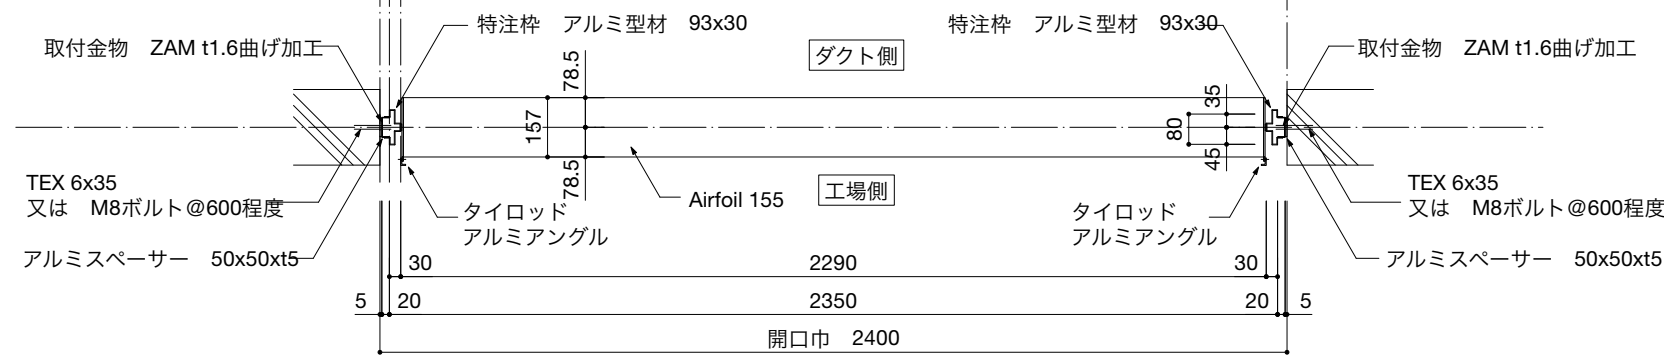 特注枠　アルミ型材　93x30
特注枠　アルミ型材　93x30
取付金物　ZAM t1.6曲げ加工
ダクト側
取付金物　ZAM t1.6曲げ加工
78.5
157
78.5
35
80
45
TEX 6x35
又は　M8ボルト@600程度
Airfoil 155
工場側
TEX 6x35
又は　M8ボルト@600程度
タイロッド
アルミアングル
タイロッド
アルミアングル
アルミスペーサー　50x50xt5
アルミスペーサー　50x50xt5
30
2290
30
5
20
2350
20
5
開口巾　2400